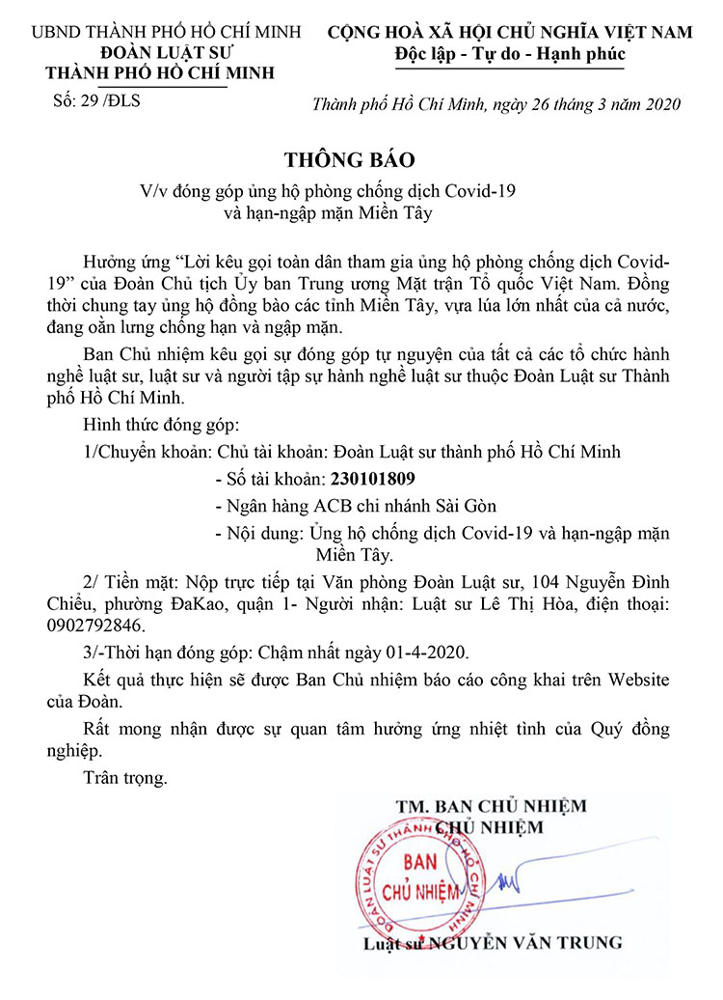 UBND THÀNH PHỐ HỒ CHÍ MINH
ĐOÀN LUẬT SƯ
THÀNH PHỐ HỒ CHÍ MINH
Số: 29 /ĐLS
CỘNG HOÀ XÃ HỘI CHỦ NGHĨA VIỆT NAM
Độc lập - Tự do - Hạnh phúc
Thành phố Hồ Chí Minh, ngày 26 tháng 3 năm 2020
THÔNG BÁO
V/v đóng góp ủng hộ phòng chống dịch Covid-19
và hạn-ngập mặn Miền Tây
Hưởng ứng “Lời kêu gọi toàn dân tham gia ủng hộ phòng chống dịch Covid-
19” của Đoàn Chủ tịch Ủy ban Trung ương Mặt trận Tổ quốc Việt Nam. Đồng
thời chung tay ủng hộ đồng bào các tỉnh Miền Tây, vựa lúa lớn nhất của cả nước,
đang oằn lưng chống hạn và ngập mặn.
Ban Chủ nhiệm kêu gọi sự đóng góp tự nguyện của tất cả các tổ chức hành
nghề luật sư, luật sư và người tập sự hành nghề luật sư thuộc Đoàn Luật sư Thành
phố Hồ Chí Minh.
Hình thức đóng góp:
1/Chuyển khoản: Chủ tài khoản: Đoàn Luật sư thành phố Hồ Chí Minh
- Số tài khoản: 230101809
- Ngân hàng ACB chi nhánh Sài Gòn
- Nội dung: Ủng hộ chống dịch Covid-19 và hạn-ngập mặn
Miền Tây.
2/ Tiền mặt: Nộp trực tiếp tại Văn phòng Đoàn Luật sư, 104 Nguyễn Đình
Chiểu, phường ĐaKao, quận 1- Người nhận: Luật sư Lê Thị Hòa, điện thoại:
0902792846.
3/-Thời hạn đóng góp: Chậm nhất ngày 01-4-2020.
Kết quả thực hiện sẽ được Ban Chủ nhiệm báo cáo công khai trên Website
của Đoàn.
Rất mong nhận được sự quan tâm hưởng ứng nhiệt tình của Quý đồng
nghiệp.
Trân trọng.
TM. BAN CHỦ NHIỆM
CHỦ NHIỆM
ĐOÀN LUẬT SƯ THÀNH PHỐ HỒ CHÍ MINH
BAN
CHỦ NHIỆM
Luật sư NGUYỄN VĂN TRUNG